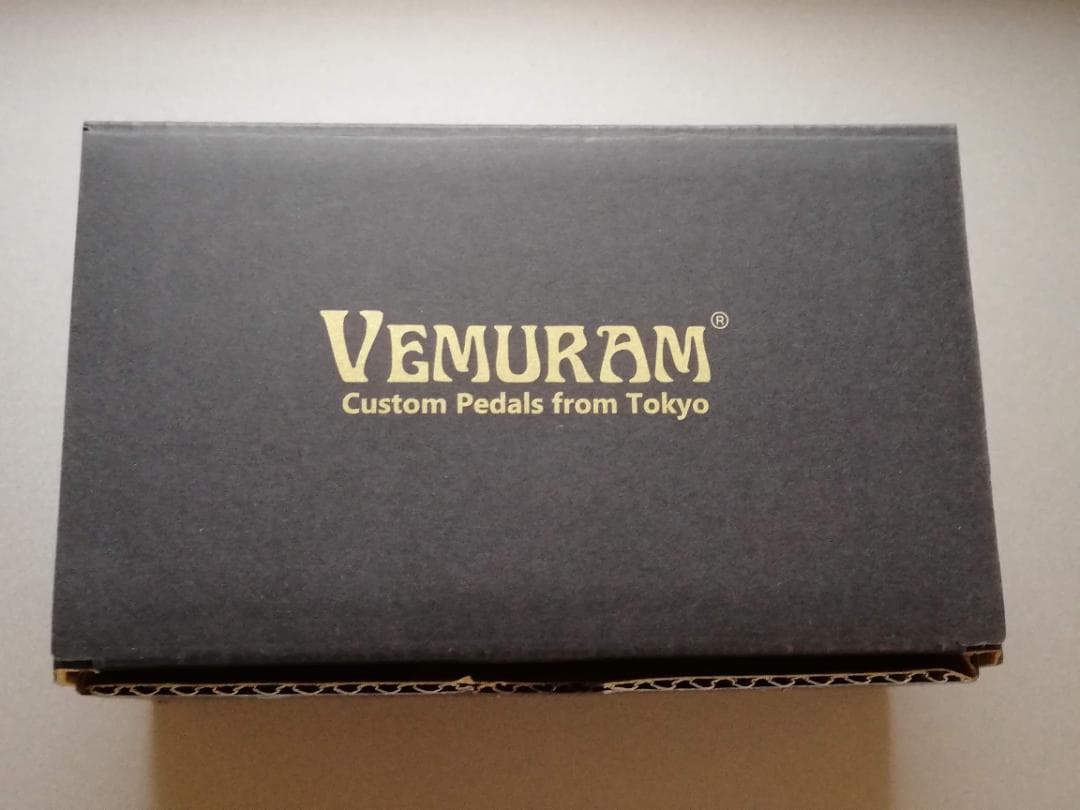 VEMURAM®
Custom Pedals from Tokyo